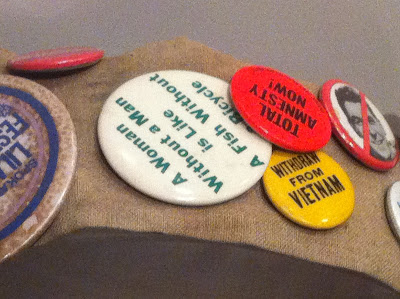 A Woman
Without a Man
is Like
A Fish Without
A Bicycle
TOTAL
AMNESTY
NOW!
WITHDRAW
FROM
VIETNAM